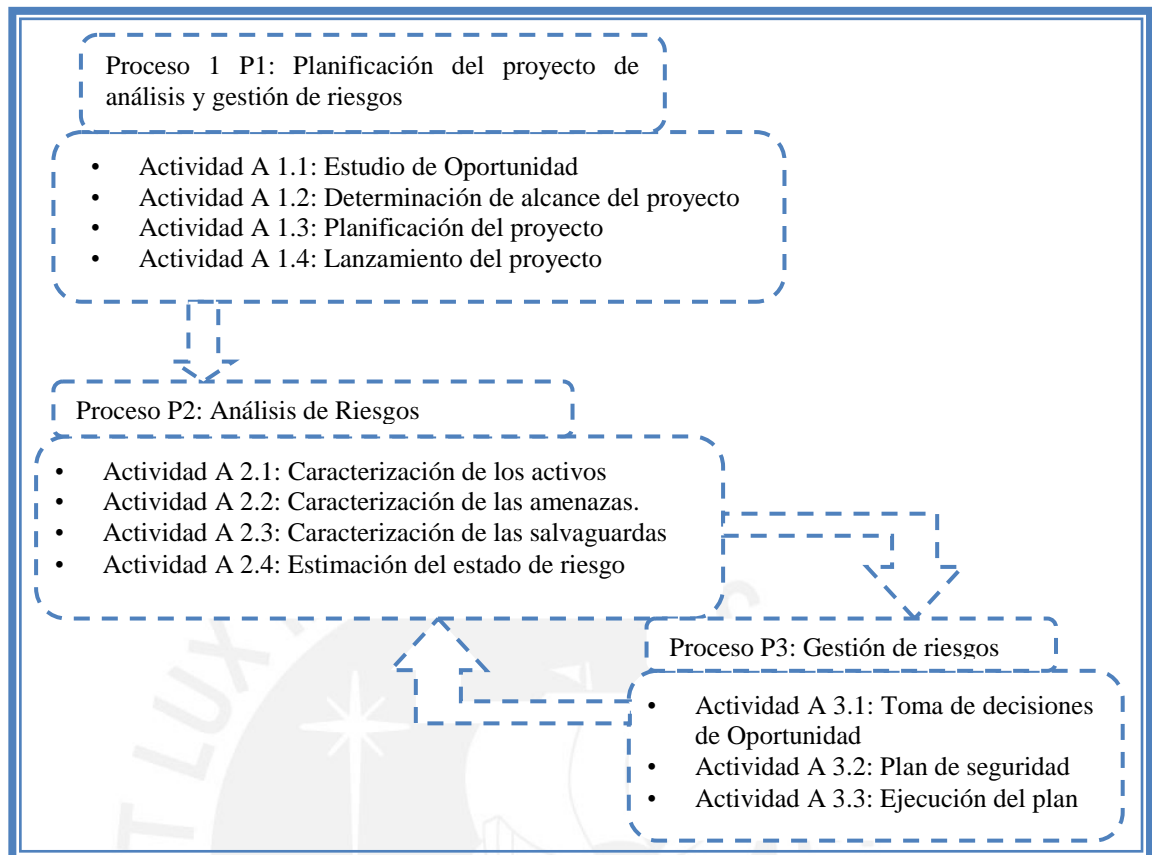 Proceso 1 P1: Planificación del proyecto de
análisis y gestión de riesgos
• Actividad A 1.1: Estudio de Oportunidad
• Actividad A 1.2: Determinación de alcance del proyecto
• Actividad A 1.3: Planificación del proyecto
• Actividad A 1.4: Lanzamiento del proyecto
Proceso P2: Análisis de Riesgos
• Actividad A 2.1: Caracterización de los activos
• Actividad A 2.2: Caracterización de las amenazas.
• Actividad A 2.3: Caracterización de las salvaguardas
• Actividad A 2.4: Estimación del estado de riesgo
Proceso P3: Gestión de riesgos
• Actividad A 3.1: Toma de decisiones
de Oportunidad
• Actividad A 3.2: Plan de seguridad
• Actividad A 3.3: Ejecución del plan
LUX